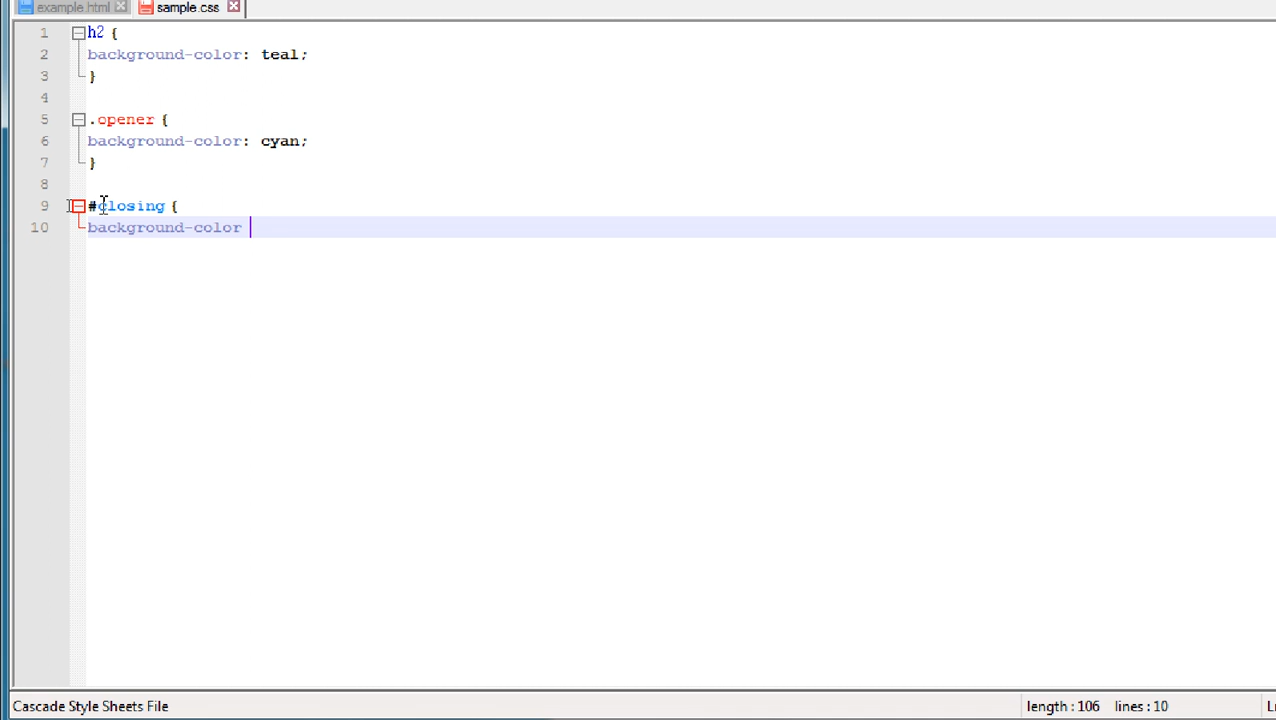 example.html sample.css
1 h2 {
2 background-color: teal;
3 }
4
5 .opener {
6 background-color: cyan;
7 }
8
9 #closing {
10 background-color
Cascade Style Sheets File length : 106 lines : 10 L